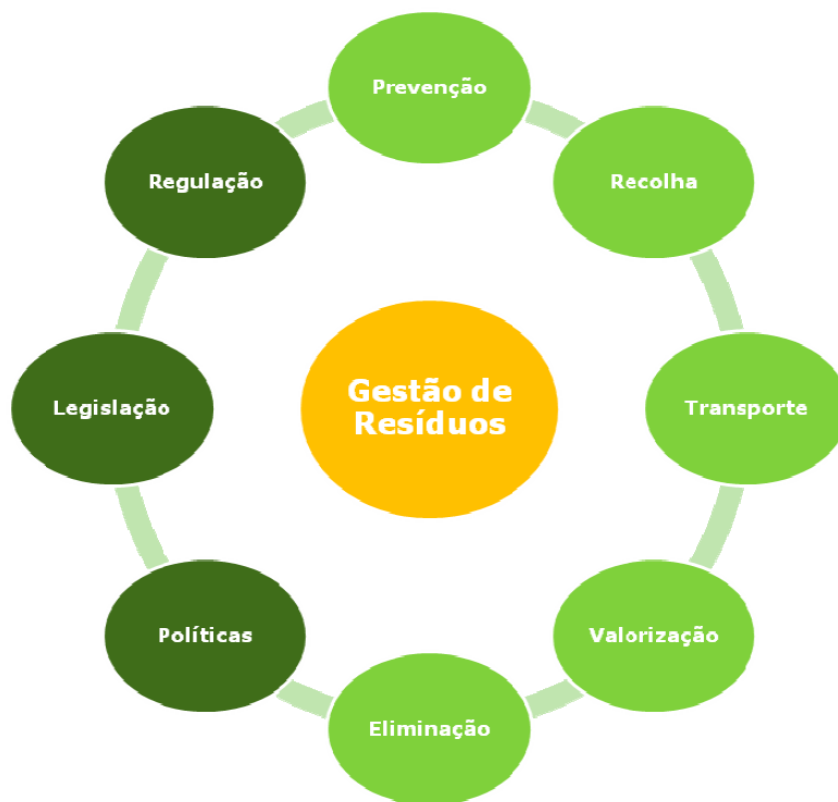 Prevenção
Regulação
Recolha
Legislação
Gestão de
Resíduos
Transporte
Políticas
Valorização
Eliminação